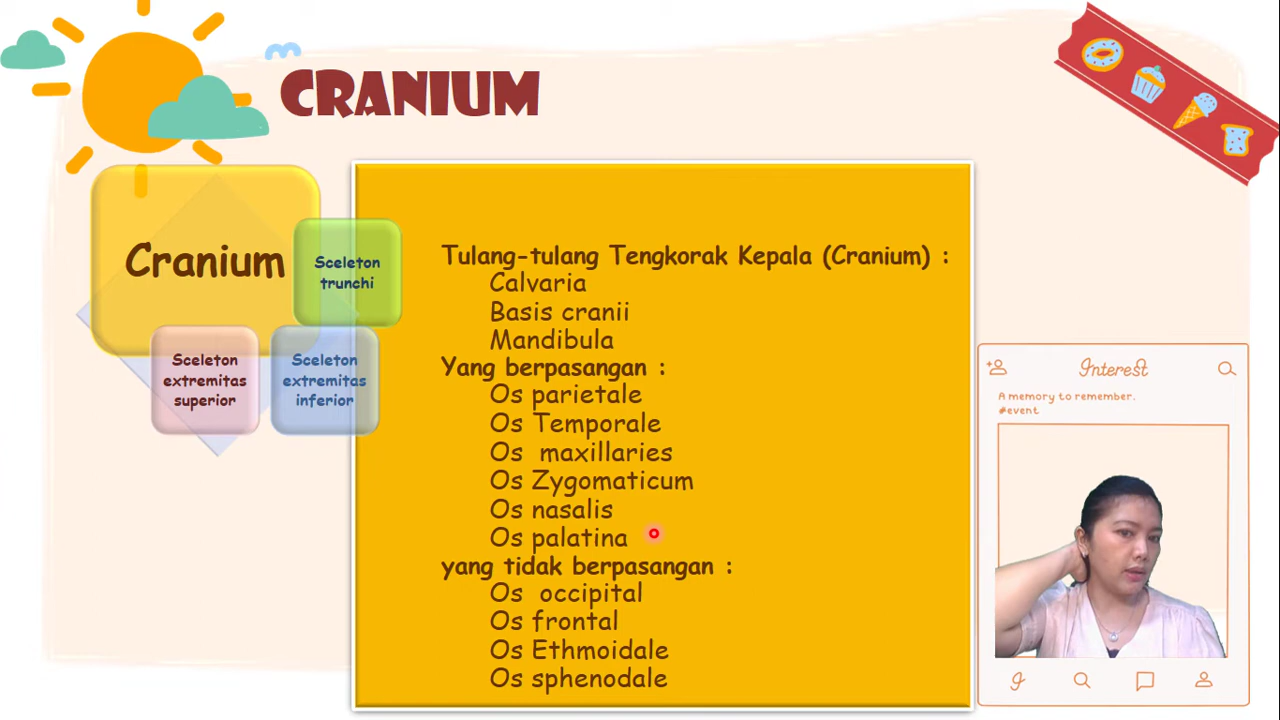 CRANIUM
Cranium
Sceleton
trunchi
Sceleton
extremitas
superior
Sceleton
extremitas
inferior
Tulang-tulang Tengkorak Kepala (Cranium) :
Calvaria
Basis cranii
Mandibula
Yang berpasangan :
Os parietale
Os Temporale
Os maxillaries
Os Zygomaticum
Os nasalis
Os palatina
yang tidak berpasangan :
Os occipital
Os frontal
Os Ethmoidale
Os sphenodale
Interest
A memory to remember.
#event